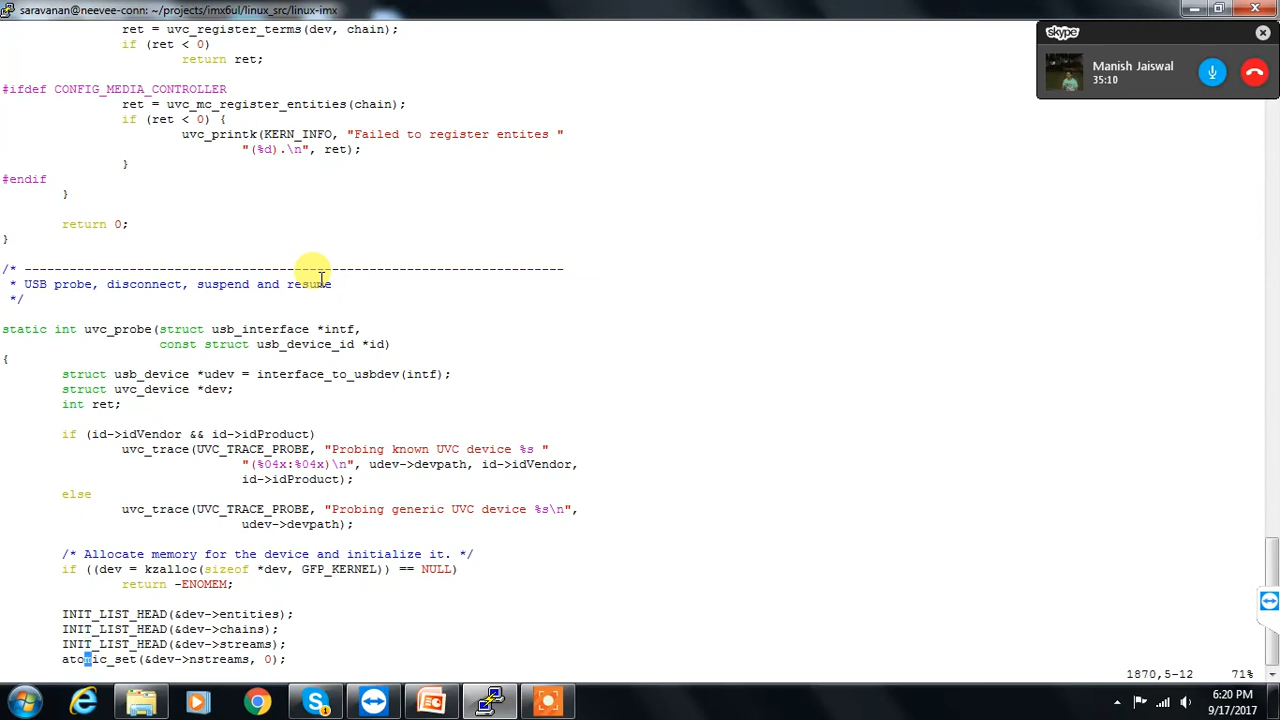 saravanan@neevee-conn: ~/projects/imx6ul/linux_src/linux-imx
ret = uvc_register_terms(dev, chain);
if (ret < 0)
return ret;
#ifdef CONFIG_MEDIA_CONTROLLER
ret = uvc_mc_register_entities(chain);
if (ret < 0) {
uvc_printk(KERN_INFO, "Failed to register entites "
"(%d).\n", ret);
}
#endif
}
return 0;
}
/* ------------------------------------------------------------------------
* USB probe, disconnect, suspend and resume
*/
static int uvc_probe(struct usb_interface *intf,
const struct usb_device_id *id)
{
struct usb_device *udev = interface_to_usbdev(intf);
struct uvc_device *dev;
int ret;
if (id->idVendor && id->idProduct)
uvc_trace(UVC_TRACE_PROBE, "Probing known UVC device %s "
"(%04x:%04x)\n", udev->devpath, id->idVendor,
id->idProduct);
else
uvc_trace(UVC_TRACE_PROBE, "Probing generic UVC device %s\n",
udev->devpath);
/* Allocate memory for the device and initialize it. */
if ((dev = kzalloc(sizeof *dev, GFP_KERNEL)) == NULL)
return -ENOMEM;
INIT_LIST_HEAD(&dev->entities);
INIT_LIST_HEAD(&dev->chains);
INIT_LIST_HEAD(&dev->streams);
atomic_set(&dev->nstreams, 0);
1870,5-12 71%
skype
Manish Jaiswal
35:10
1
6:20 PM
9/17/2017